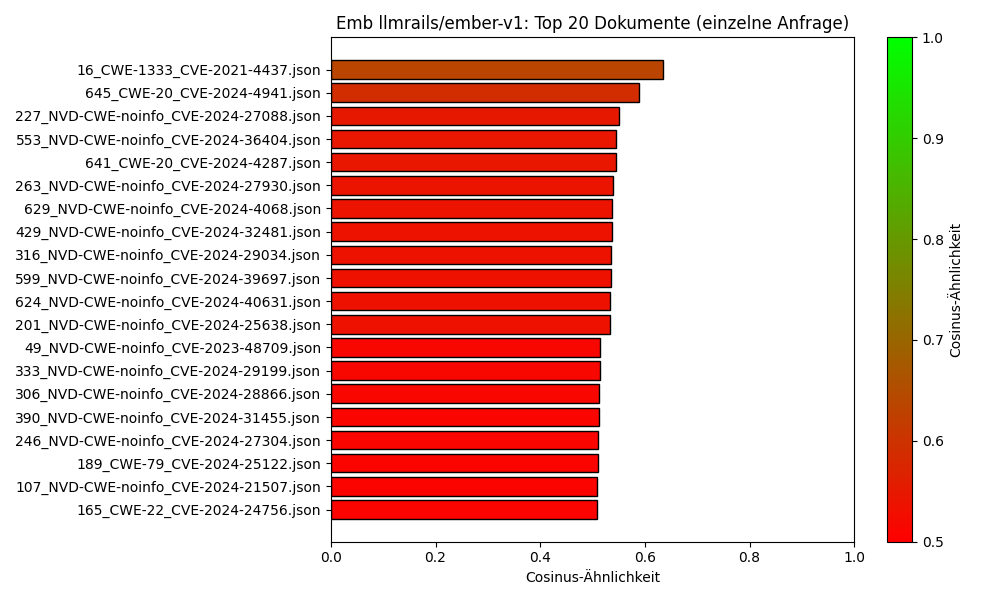 Emb llmrails/ember-v1: Top 20 Dokumente (einzelne Anfrage)
16_CWE-1333_CVE-2021-4437.json
645_CWE-20_CVE-2024-4941.json
227_NVD-CWE-noinfo_CVE-2024-27088.json
553_NVD-CWE-noinfo_CVE-2024-36404.json
641_CWE-20_CVE-2024-4287.json
263_NVD-CWE-noinfo_CVE-2024-27930.json
629_NVD-CWE-noinfo_CVE-2024-4068.json
429_NVD-CWE-noinfo_CVE-2024-32481.json
316_NVD-CWE-noinfo_CVE-2024-29034.json
599_NVD-CWE-noinfo_CVE-2024-39697.json
624_NVD-CWE-noinfo_CVE-2024-40631.json
201_NVD-CWE-noinfo_CVE-2024-25638.json
49_NVD-CWE-noinfo_CVE-2023-48709.json
333_NVD-CWE-noinfo_CVE-2024-29199.json
306_NVD-CWE-noinfo_CVE-2024-28866.json
390_NVD-CWE-noinfo_CVE-2024-31455.json
246_NVD-CWE-noinfo_CVE-2024-27304.json
189_CWE-79_CVE-2024-25122.json
107_NVD-CWE-noinfo_CVE-2024-21507.json
165_CWE-22_CVE-2024-24756.json
0.0 0.2 0.4 0.6 0.8 1.0
Cosinus-Ähnlichkeit
1.0
0.9
0.8
0.7
0.6
0.5
Cosinus-Ähnlichkeit